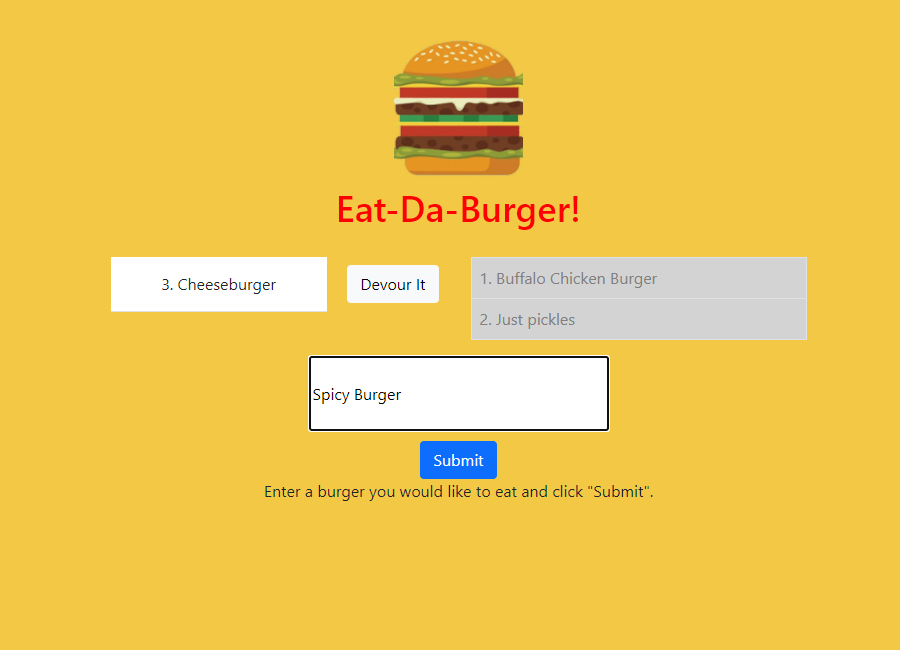 Eat-Da-Burger!
3. Cheeseburger
Devour It
1. Buffalo Chicken Burger
2. Just pickles
Spicy Burger
Submit
Enter a burger you would like to eat and click "Submit".